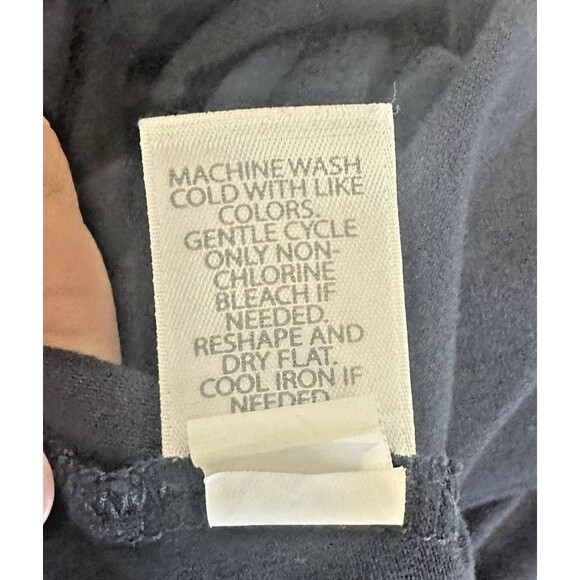 MACHINE WASH
COLD WITH LIKE
COLORS.
GENTLE CYCLE
ONLY NON-
CHLORINE
BLEACH IF
NEEDED.
RESHAPE AND
DRY FLAT.
COOL IRON IF
NEEDED